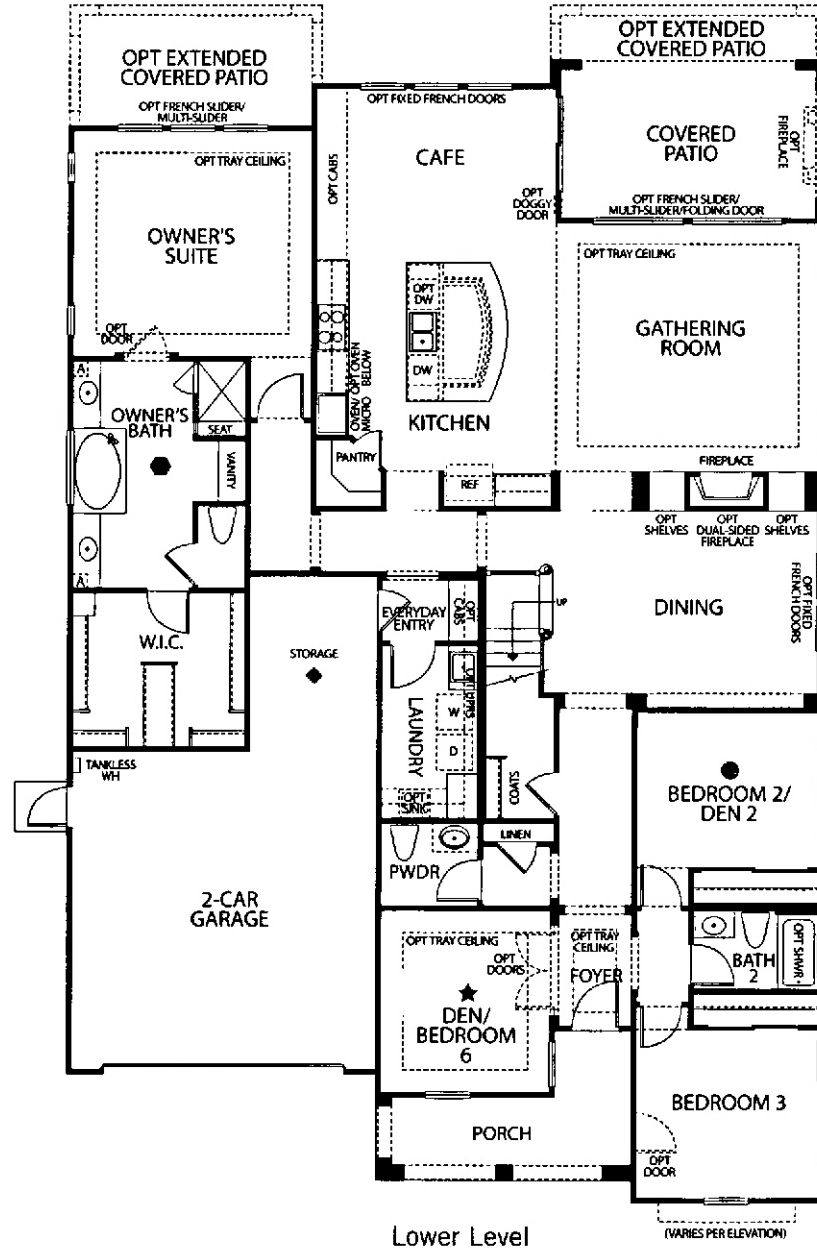 OPT EXTENDED
COVERED PATIO
OPT EXTENDED
COVERED PATIO
OPT FRENCH SLIDER/
MULTI-SLIDER
OPT FIXED FRENCH DOORS
COVERED
PATIO
OPT
FIREPLACE
OPT TRAY CEILING
OPT CABS
CAFE
OPT
DOGGY
DOOR
OPT FRENCH SLIDER/
MULTI-SLIDER/FOLDING DOOR
OWNER'S
SUITE
OPT TRAY CEILING
OPT
DW
DW
GATHERING
ROOM
OPT
DOOR
OVEN/ OPT OVEN
MICRO BELOW
KITCHEN
A
OWNER'S
BATH
SEAT
VANITY
A
PANTRY
REF
FIREPLACE
OPT
SHELVES
OPT
DUAL-SIDED
FIREPLACE
OPT
SHELVES
OPT FIXED
FRENCH DOORS
DINING
UP
EVERYDAY
ENTRY
OPT
CABS
W.I.C.
STORAGE
LAUNDRY
W
D
OPT
SINK
COATS
TANKLESS
WH
BEDROOM 2/
DEN 2
LINEN
PWDR
2-CAR
GARAGE
OPT TRAY CEILING
OPT
DOORS
OPT TRAY
CEILING
FOYER
BATH
2
OPT SHWR
DEN/
BEDROOM
6
BEDROOM 3
PORCH
OPT
DOOR
Lower Level
(VARIES PER ELEVATION)